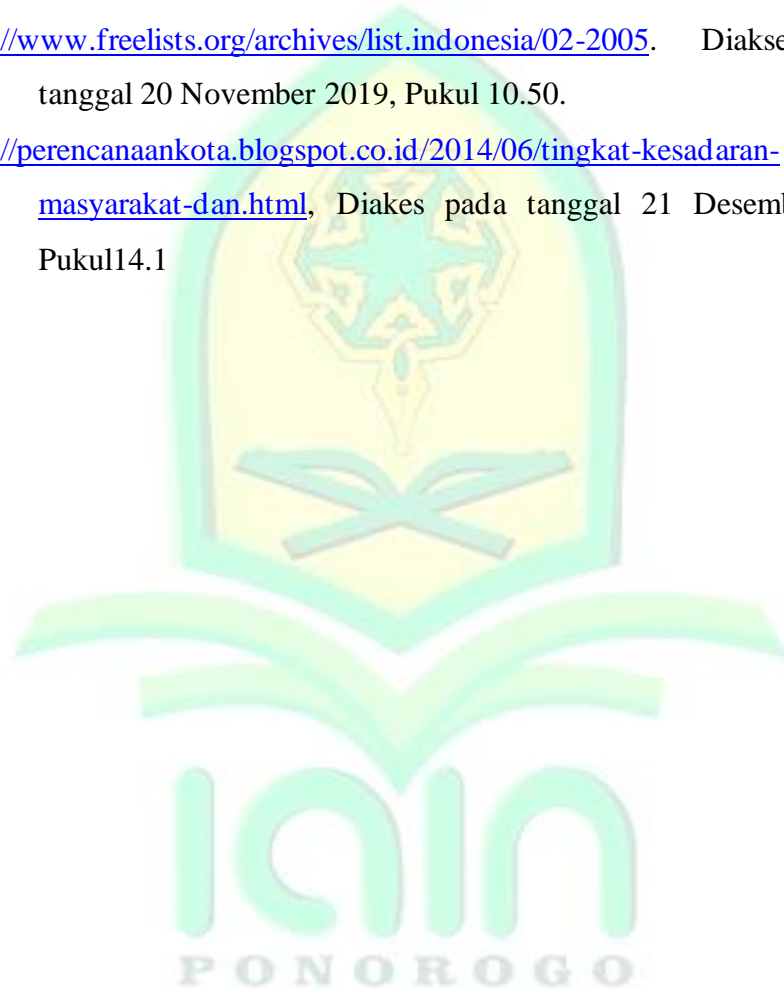 //www.freelists.org/archives/list.indonesia/02-2005. Diakse
tanggal 20 November 2019, Pukul 10.50.
//perencanaankota.blogspot.co.id/2014/06/tingkat-kesadaran-
masyarakat-dan.html, Diakes pada tanggal 21 Desemb
Pukul14.1
iain
PONOROGO